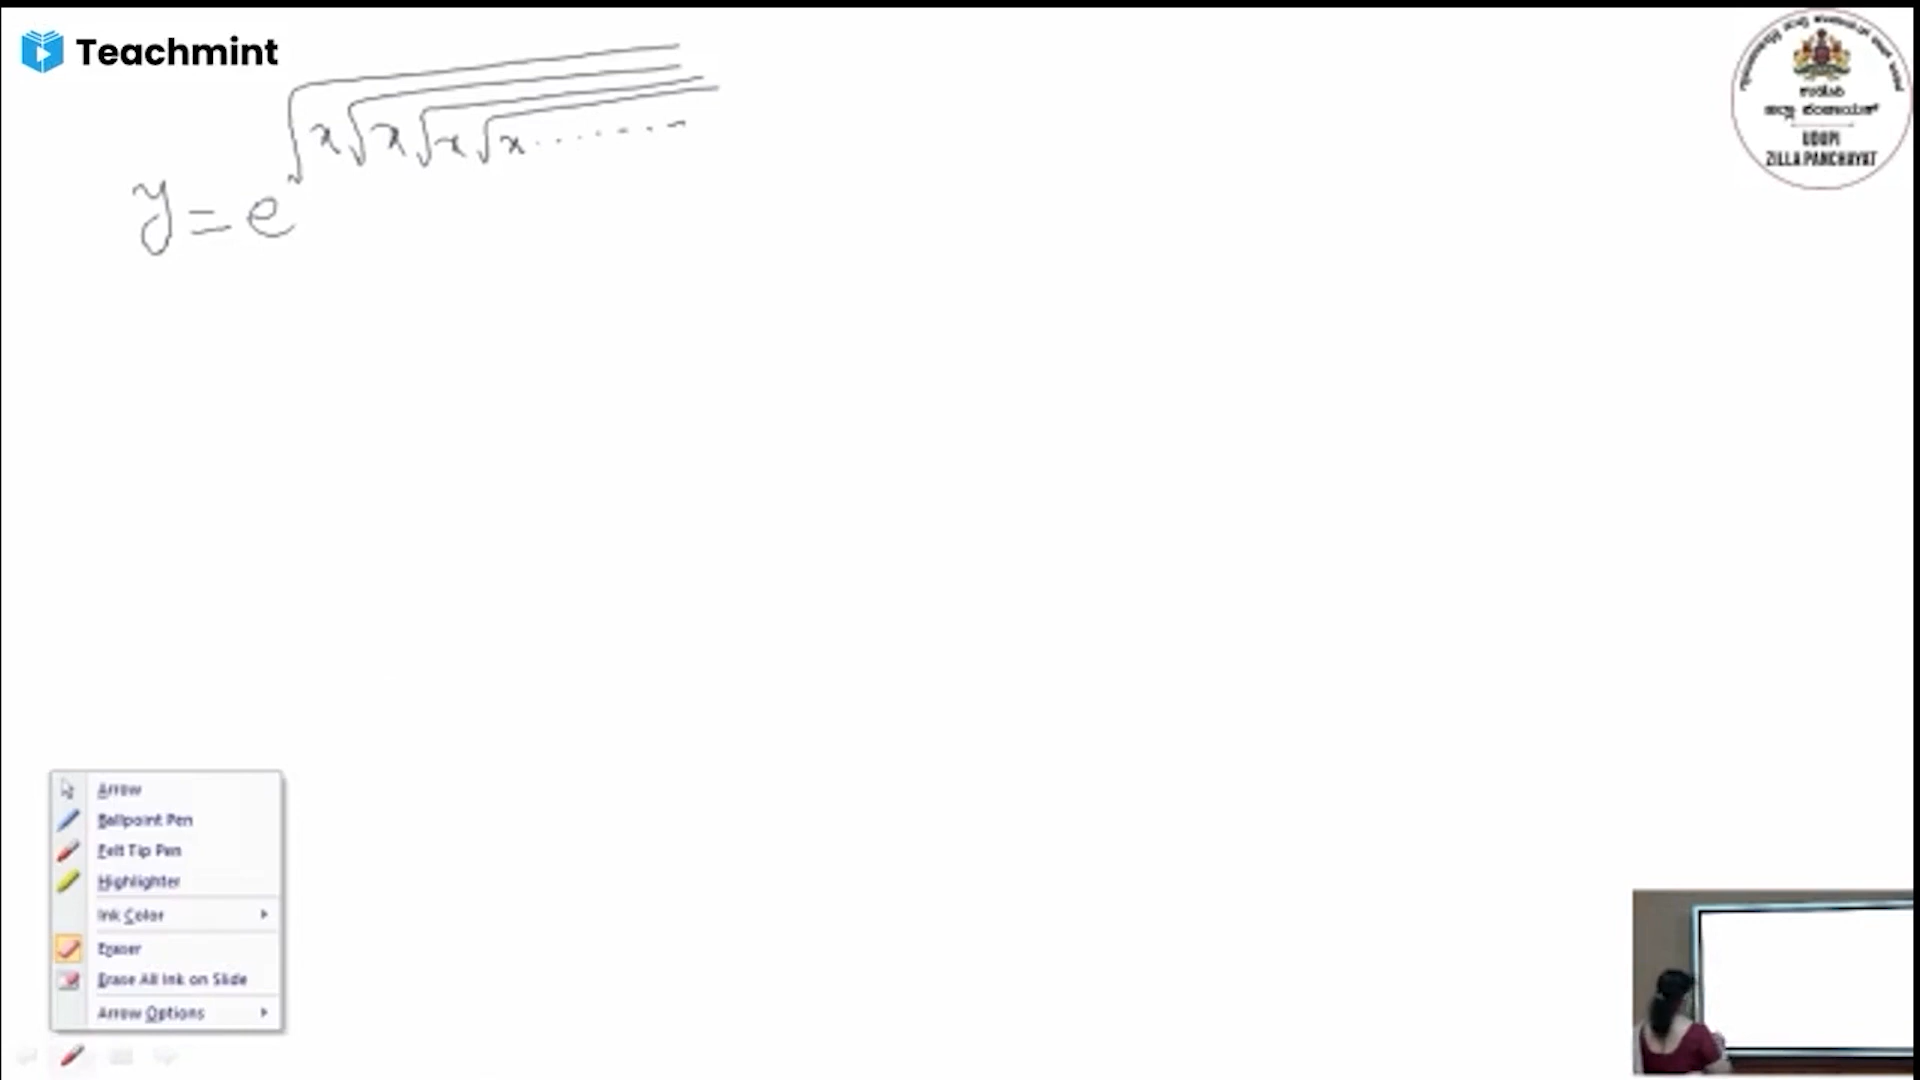 Teachmint
y = e^√(x√(x√(x√(x.......
UDUPI
ZILLA PANCHAYAT
Arrow
Ballpoint Pen
Felt Tip Pen
Highlighter
Ink Color
Eraser
Erase All Ink on Slide
Arrow Options